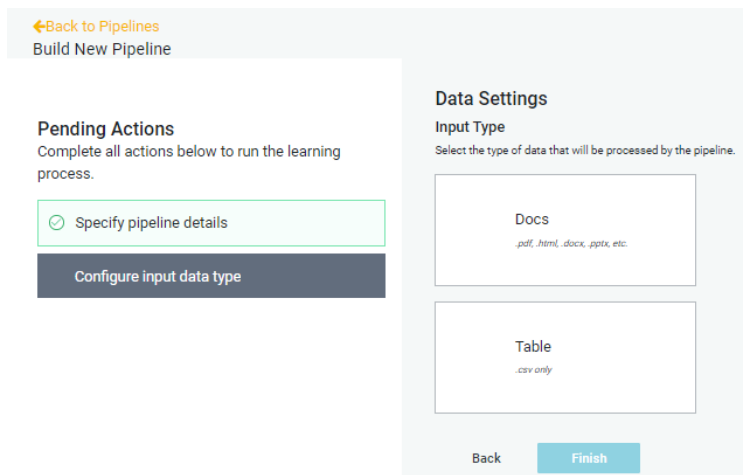 Back to Pipelines
Build New Pipeline
Pending Actions
Complete all actions below to run the learning
process.
Specify pipeline details
Configure input data type
Data Settings
Input Type
Select the type of data that will be processed by the pipeline.
Docs
.pdf, .html, .docx, .pptx, etc.
Table
.csv only
Back
Finish